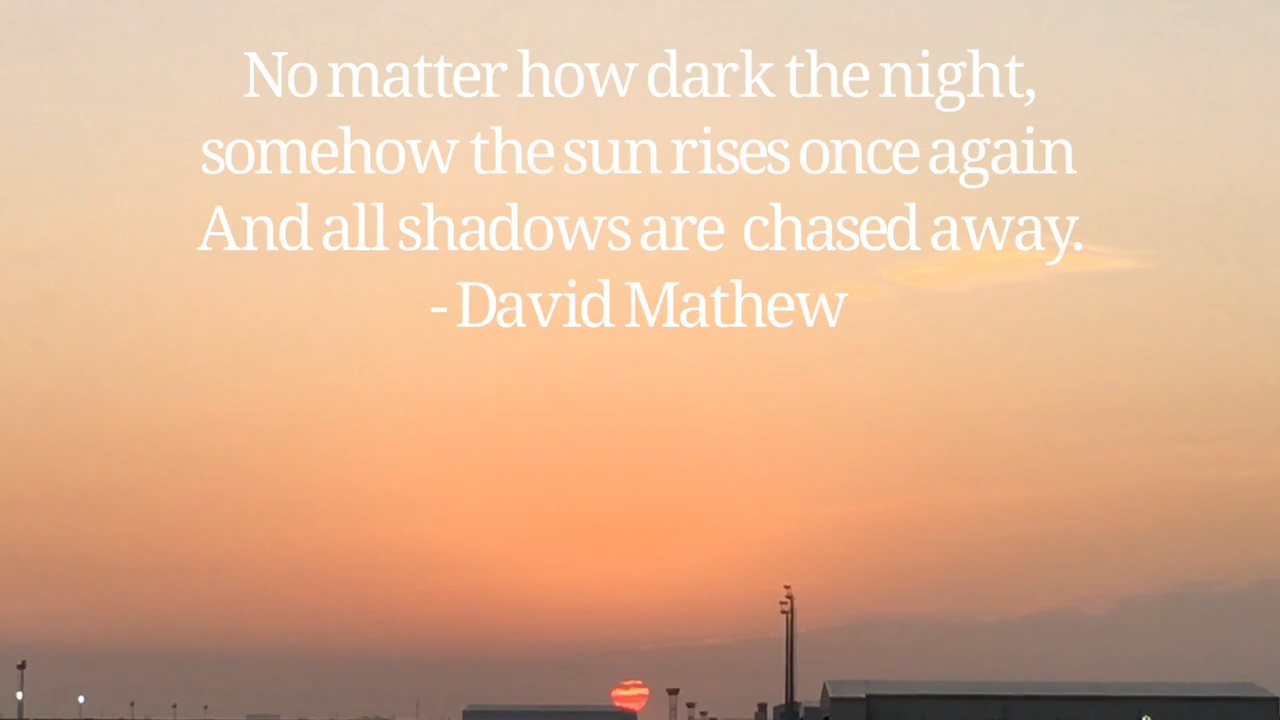 No matter how dark the night,
somehow the sun rises once again
And all shadows are chased away.
- David Mathew